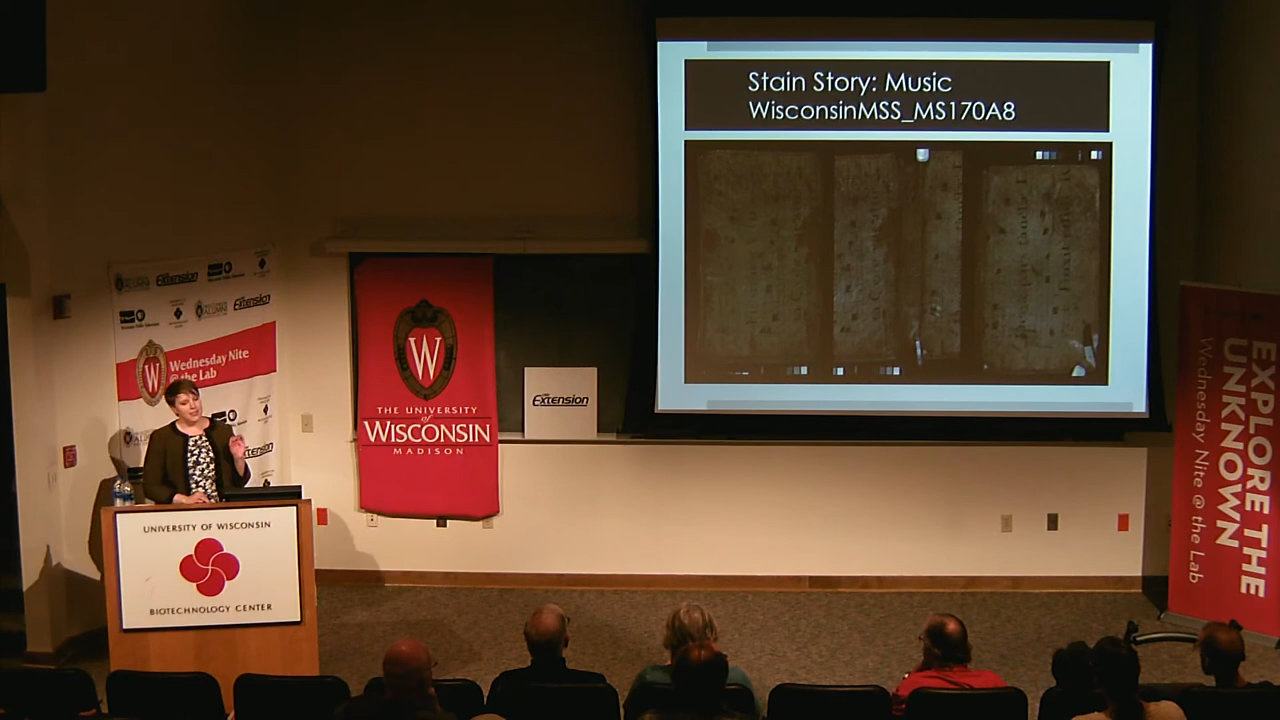 Stain Story: Music
WisconsinMSS_MS170A8
Extension
Extension
Wednesday Nite
@ the Lab
Extension
W
W
THE UNIVERSITY
of
WISCONSIN
MADISON
Extension
UNIVERSITY OF WISCONSIN
BIOTECHNOLOGY CENTER
EXPLORE THE
UNKNOWN
Wednesday Nite @ the Lab